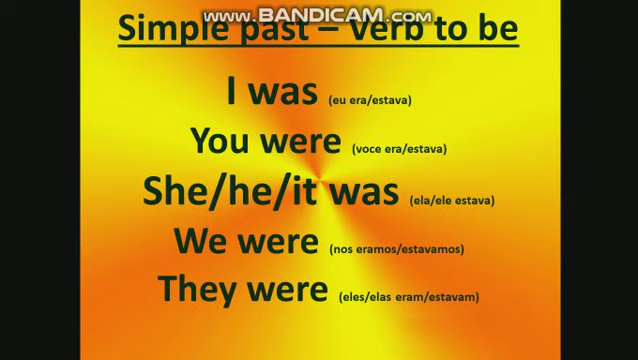 www.BANDICAM.com
Simple past – Verb to be
I was (eu era/estava)
You were (voce era/estava)
She/he/it was (ela/ele estava)
We were (nos eramos/estavamos)
They were (eles/elas eram/estavam)